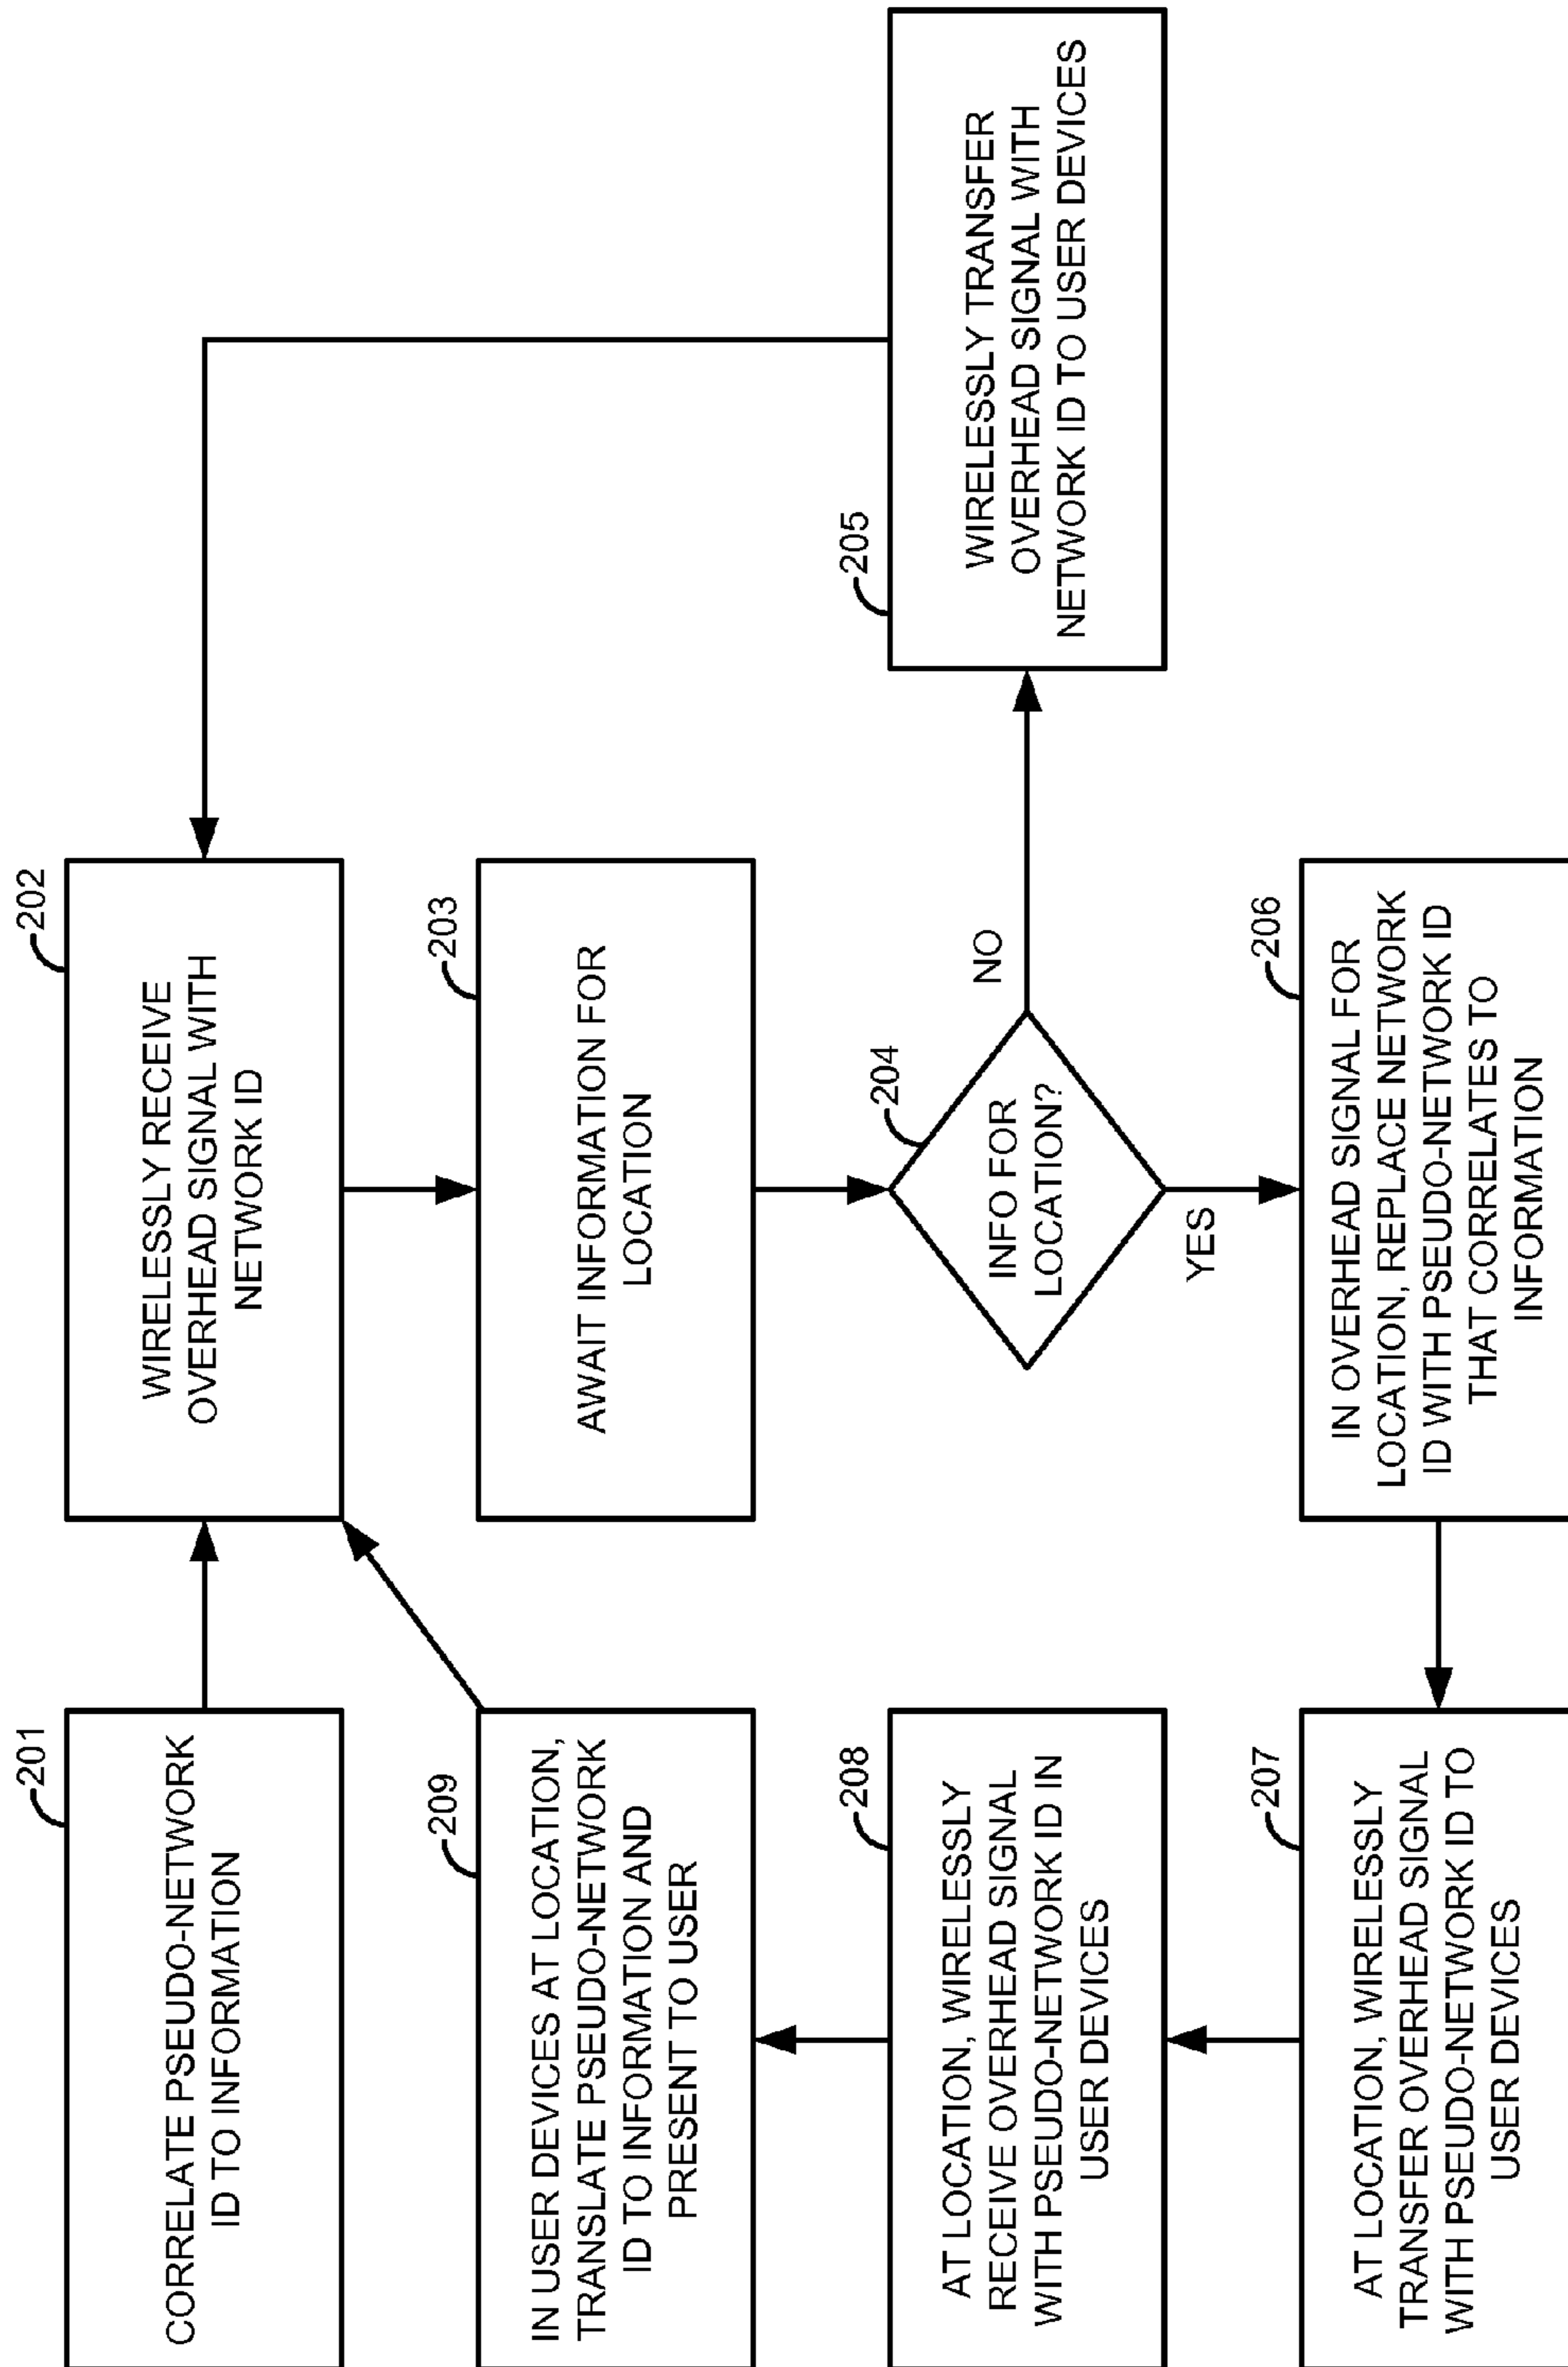 201
CORRELATE PSEUDO-NETWORK
ID TO INFORMATION
202
WIRELESSLY RECEIVE
OVERHEAD SIGNAL WITH
NETWORK ID
203
AWAIT INFORMATION FOR
LOCATION
204
INFO FOR
LOCATION?
NO
YES
205
WIRELESSLY TRANSFER
OVERHEAD SIGNAL WITH
NETWORK ID TO USER DEVICES
206
IN OVERHEAD SIGNAL FOR
LOCATION, REPLACE NETWORK
ID WITH PSEUDO-NETWORK ID
THAT CORRELATES TO
INFORMATION
207
AT LOCATION, WIRELESSLY
TRANSFER OVERHEAD SIGNAL
WITH PSEUDO-NETWORK ID TO
USER DEVICES
208
AT LOCATION, WIRELESSLY
RECEIVE OVERHEAD SIGNAL
WITH PSEUDO-NETWORK ID IN
USER DEVICES
209
IN USER DEVICES AT LOCATION,
TRANSLATE PSEUDO-NETWORK
ID TO INFORMATION AND
PRESENT TO USER